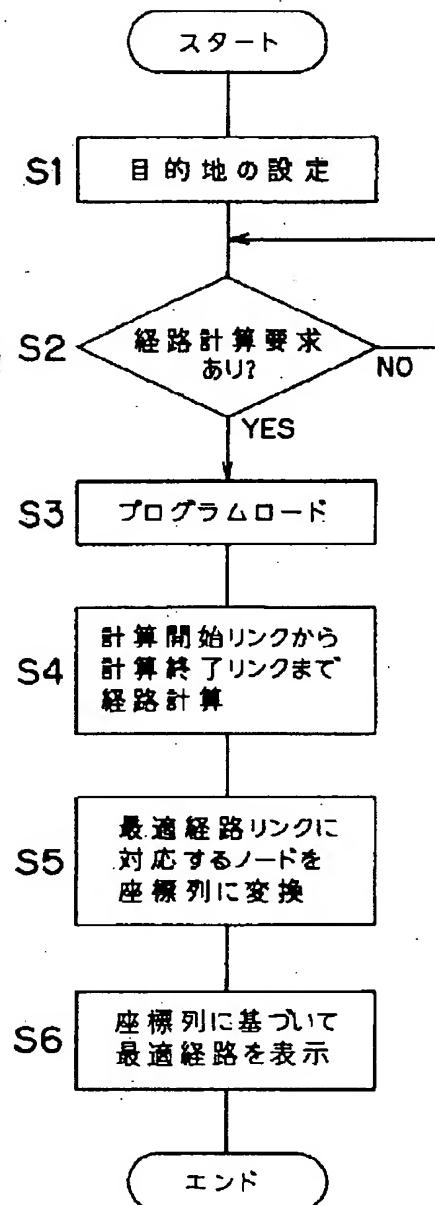 スタート
S1
目的地の設定
S2
経路計算要求
あり?
NO
YES
S3
プログラムロード
S4
計算開始リンクから
計算終了リンクまで
経路計算
S5
最適経路リンクに
対応するノードを
座標列に変換
S6
座標列に基づいて
最適経路を表示
エンド